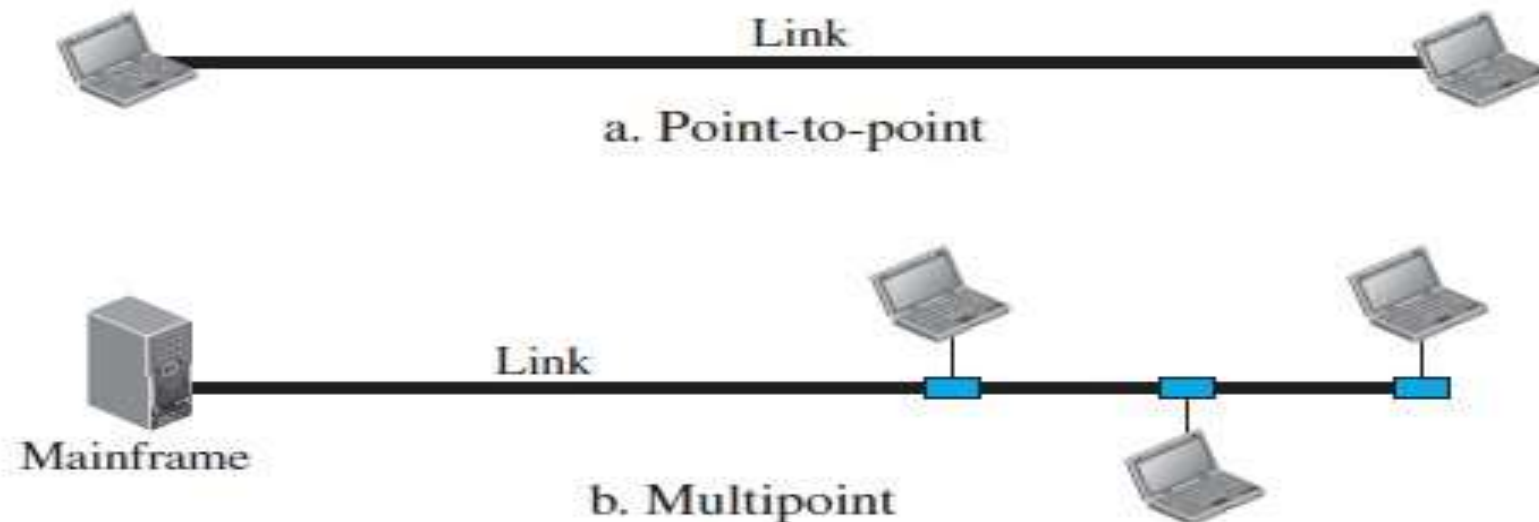 Link
a. Point-to-point
Link
Mainframe
b. Multipoint